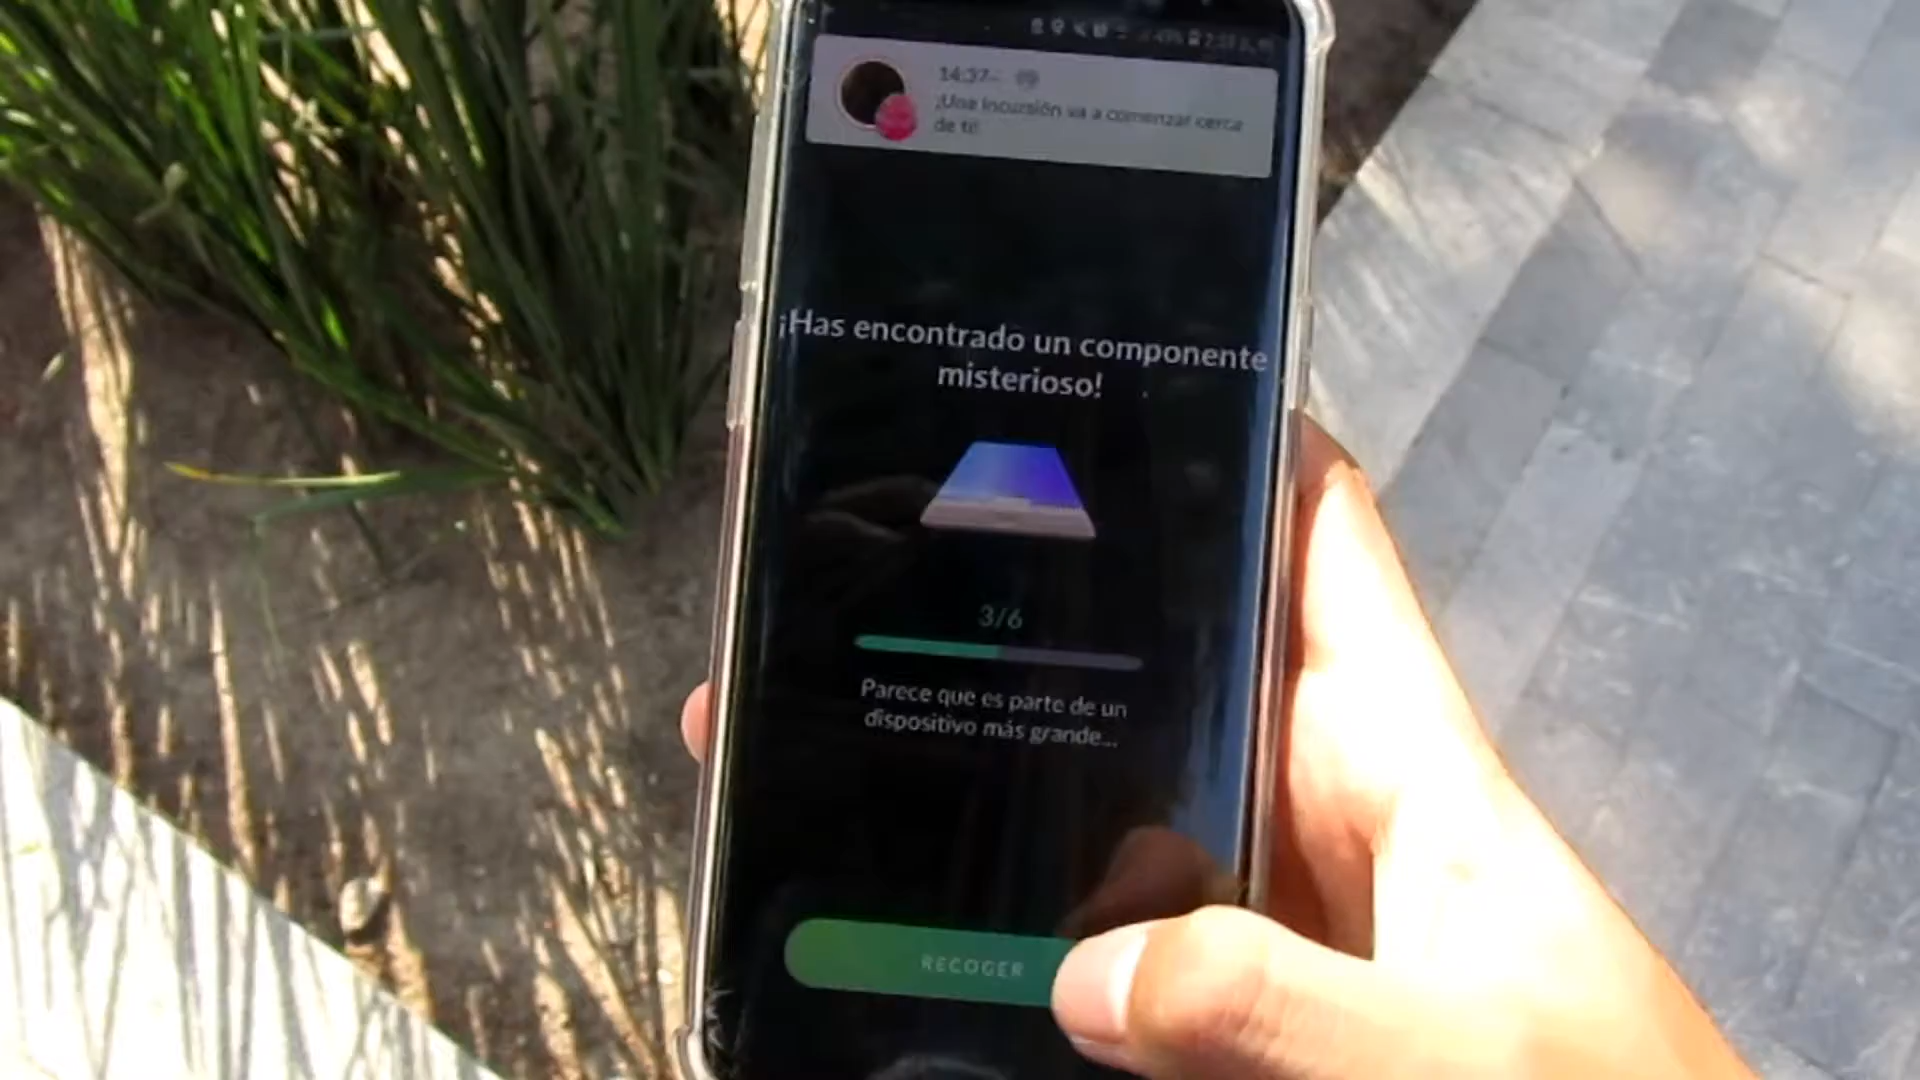 14:37
¡Una incursión va a comenzar cerca
de ti!
¡Has encontrado un componente
misterioso!
3/6
Parece que es parte de un
dispositivo más grande...
RECOGER